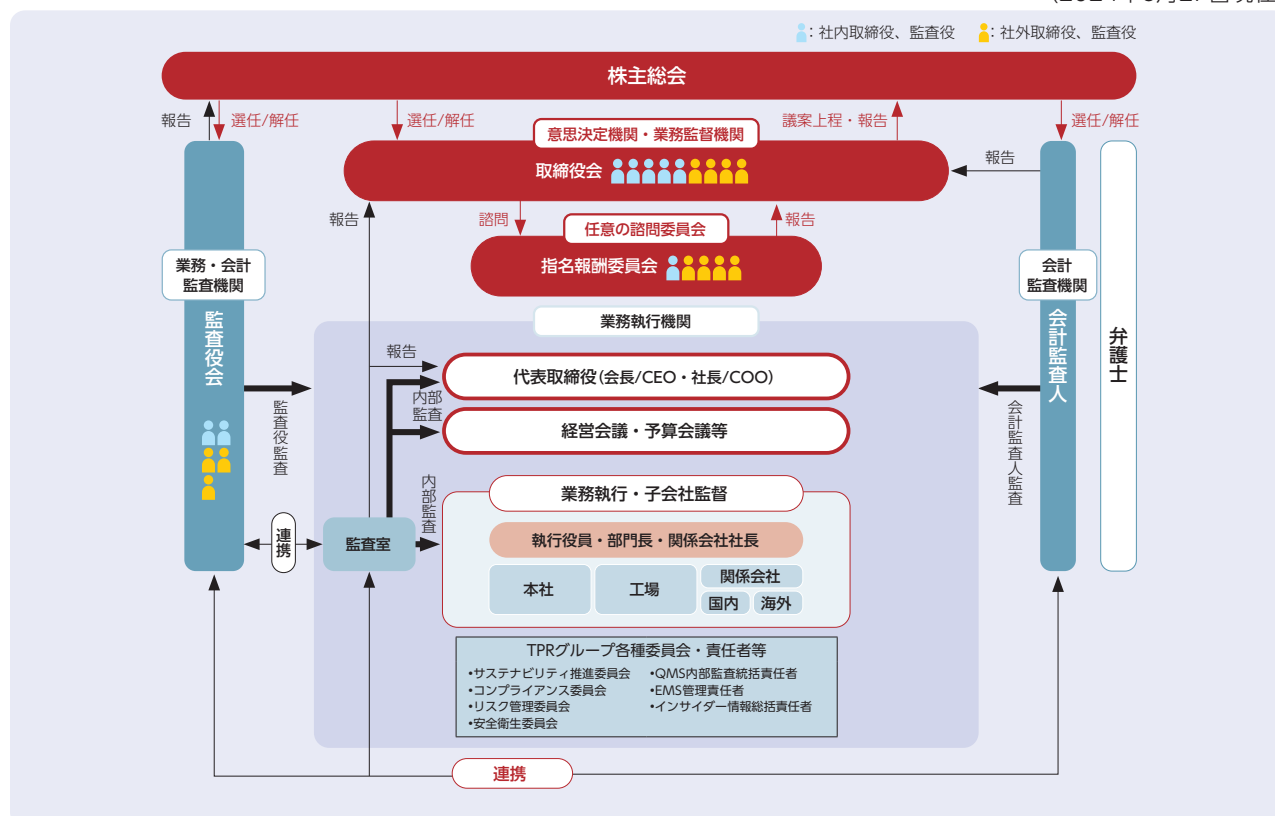 ：社内取締役、監査役
：社外取締役、監査役
株主総会
報告
選任/解任
選任/解任
議案上程・報告
選任/解任
意思決定機関・業務監督機関
取締役会
報告
報告
諮問
報告
任意の諮問委員会
指名報酬委員会
業務・会計
監査機関
監査役会
会計
監査機関
会計監査人
弁護士
業務執行機関
報告
代表取締役（会長/CEO・社長/COO）
内部
監査
経営会議・予算会議等
監査役監査
会計監査人監査
内部監査
業務執行・子会社監督
執行役員・部門長・関係会社社長
連携
監査室
本社
工場
関係会社
国内
海外
TPRグループ各種委員会・責任者等
•サステナビリティ推進委員会
•コンプライアンス委員会
•リスク管理委員会
•安全衛生委員会
•QMS内部監査統括責任者
•EMS管理責任者
•インサイダー情報総括責任者
連携